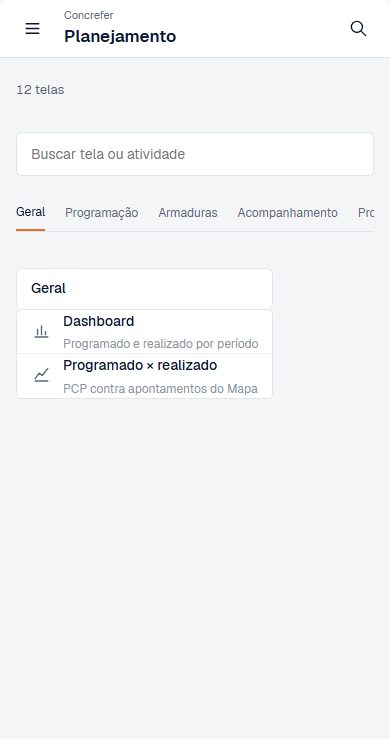 Concrefer
Planejamento
12 telas
Buscar tela ou atividade
Geral Programação Armaduras Acompanhamento Pro
Geral
Dashboard
Programado e realizado por período
Programado × realizado
PCP contra apontamentos do Mapa